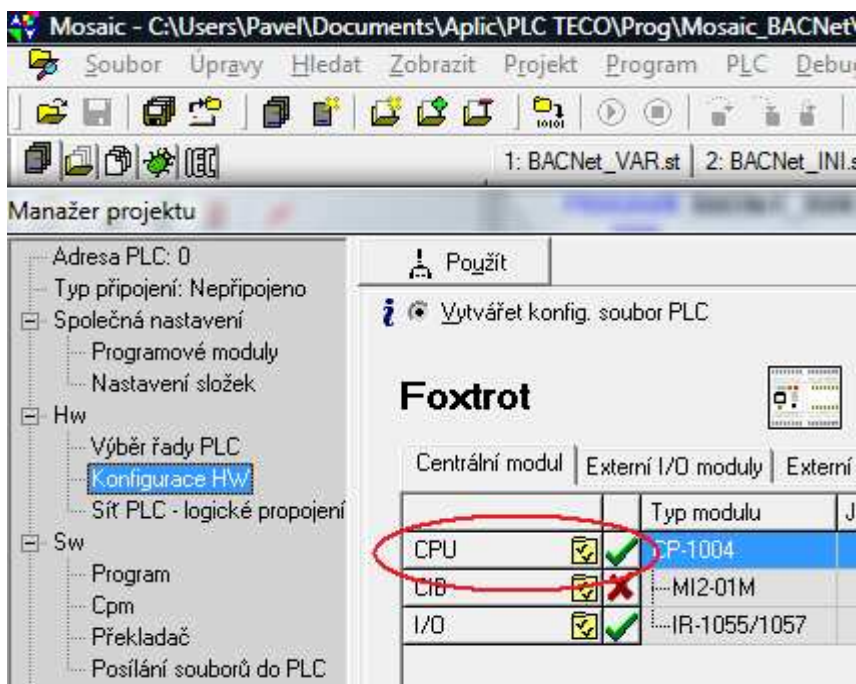 Mosaic - C:\Users\Pavel\Documents\Aplic\PLC TECO\Prog\Mosaic_BACNet\
Soubor Úpravy Hledat Zobrazit Projekt Program PLC Debu
1: BACNet_VAR.st 2: BACNet_INI.s
Manažer projektu
Adresa PLC: 0
Typ připojení: Nepřipojeno
Společná nastavení
Programové moduly
Nastavení složek
Hw
Výběr řady PLC
Konfigurace HW
Síť PLC - logické propojení
Sw
Program
Cpm
Překladač
Posílání souborů do PLC
Použít
Vytvářet konfig. soubor PLC
Foxtrot
Centrální modul Externí I/O moduly Externí
Typ modulu J
CPU CP-1004
CIB MI2-01M
I/O IR-1055/1057